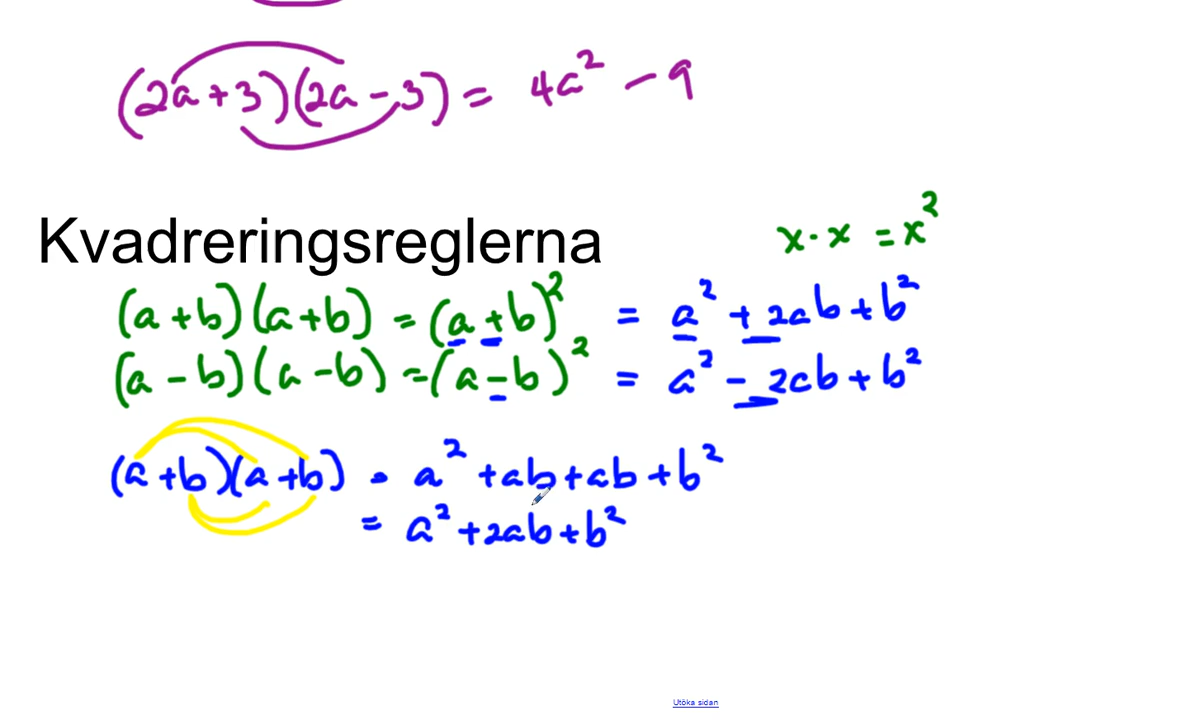 (2a+3)(2a-3) = 4a² - 9
Kvadreringsreglerna
x·x = x²
(a+b)(a+b) = (a+b)² = a² + 2ab + b²
(a-b)(a-b) = (a-b)² = a² - 2ab + b²
(a+b)(a+b) = a² + ab + ab + b²
= a² + 2ab + b²
Utöka sidan